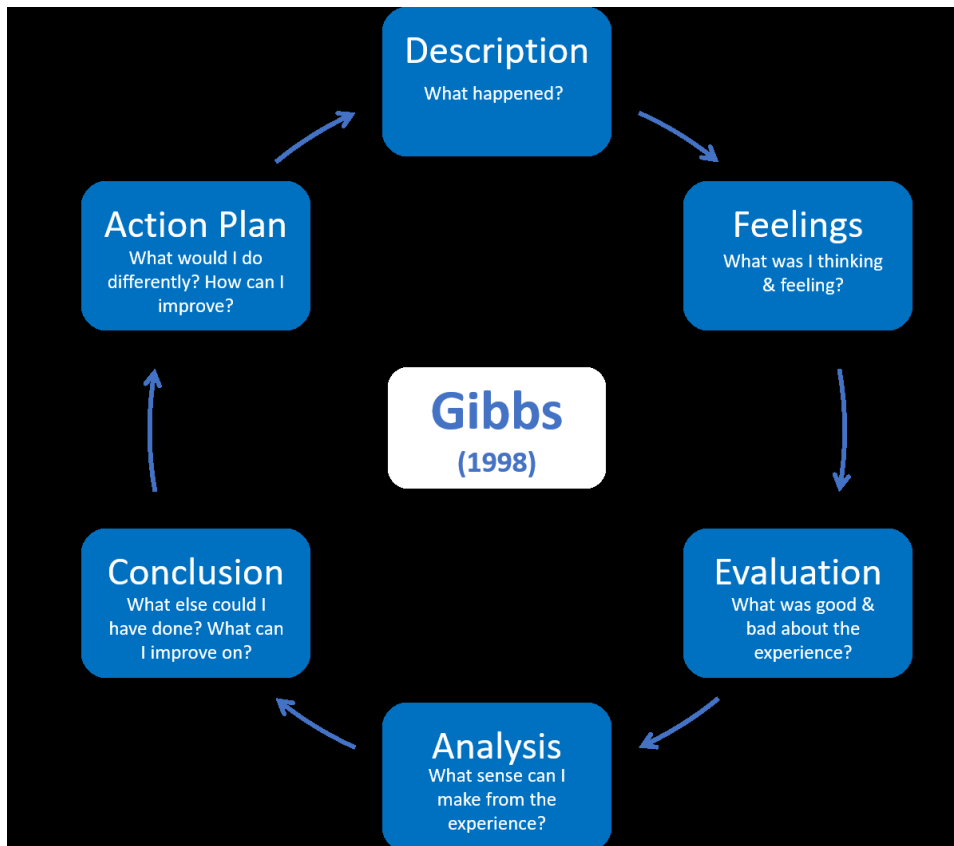 Description
What happened?
Feelings
What was I thinking
& feeling?
Evaluation
What was good &
bad about the
experience?
Analysis
What sense can I
make from the
experience?
Conclusion
What else could I
have done? What can
I improve on?
Action Plan
What would I do
differently? How can I
improve?
Gibbs
(1998)